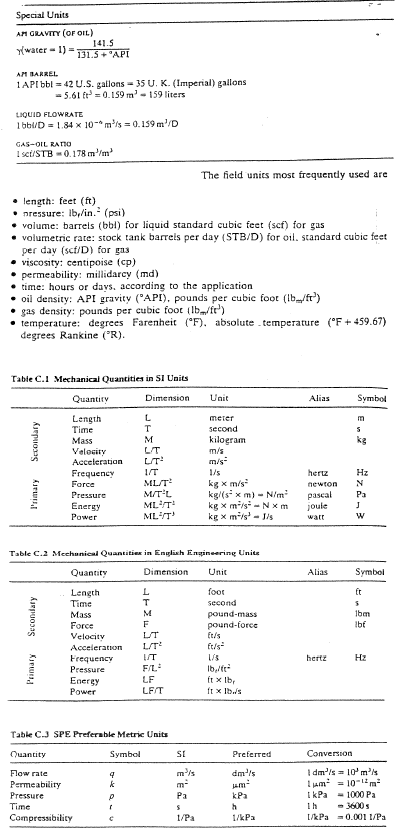 Special Units
API GRAVITY (OF OIL)
γ(water = 1) = 141.5 / 131.5 + °API
API BARREL
1 API bbl = 42 U.S. gallons = 35 U. K. (Imperial) gallons
= 5.61 ft³ = 0.159 m³ = 159 liters
LIQUID FLOWRATE
1 bbl/D = 1.84 × 10⁻⁶ m³/s = 0.159 m³/D
GAS-OIL RATIO
1 scf/STB = 0.178 m³/m³
The field units most frequently used are
• length: feet (ft)
• pressure: lbf/in.² (psi)
• volume: barrels (bbl) for liquid standard cubic feet (scf) for gas
• volumetric rate: stock tank barrels per day (STB/D) for oil, standard cubic feet
per day (scf/D) for gas
• viscosity: centipoise (cp)
• permeability: millidarcy (md)
• time: hours or days, according to the application
• oil density: API gravity (°API), pounds per cubic foot (lbm/ft³)
• gas density: pounds per cubic foot (lbm/ft³)
• temperature: degrees Farenheit (°F), absolute temperature (°F + 459.67)
degrees Rankine (°R).
Table C.1 Mechanical Quantities in SI Units
Quantity Dimension Unit Alias Symbol
Secondary
Length L meter m
Time T second s
Mass M kilogram kg
Velocity L/T m/s
Acceleration L/T² m/s²
Primary
Frequency 1/T 1/s hertz Hz
Force ML/T² kg × m/s² newton N
Pressure M/T²L kg/(s² × m) = N/m² pascal Pa
Energy ML²/T² kg × m²/s² = N × m joule J
Power ML²/T³ kg × m²/s³ = J/s watt W
Table C.2 Mechanical Quantities in English Engineering Units
Quantity Dimension Unit Alias Symbol
Secondary
Length L foot ft
Time T second s
Mass M pound-mass lbm
Force F pound-force lbf
Velocity L/T ft/s
Acceleration L/T² ft/s²
Primary
Frequency 1/T 1/s hertz Hz
Pressure F/L² lbf/ft²
Energy LF ft × lbf
Power LF/T ft × lbf/s
Table C.3 SPE Preferable Metric Units
Quantity Symbol SI Preferred Conversion
Flow rate q m³/s dm³/s 1 dm³/s = 10³ m³/s
Permeability k m² μm² 1 μm² = 10⁻¹² m²
Pressure p Pa kPa 1 kPa = 1000 Pa
Time t s h 1 h = 3600 s
Compressibility c 1/Pa 1/kPa 1/kPa = 0.001 1/Pa